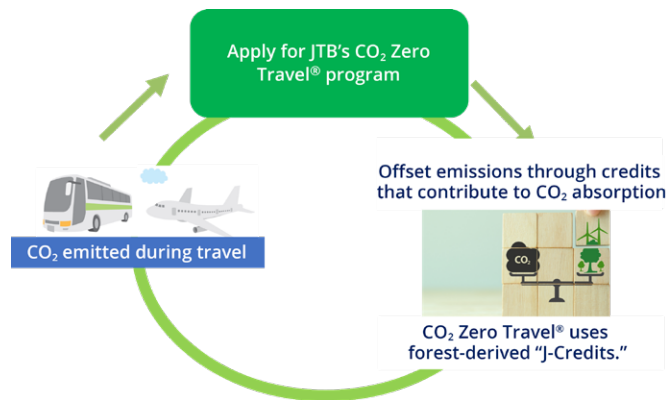 Apply for JTB's CO₂ Zero
Travel® program
Offset emissions through credits
that contribute to CO₂ absorption
CO₂ emitted during travel
CO₂
CO₂ Zero Travel® uses
forest-derived “J-Credits.”